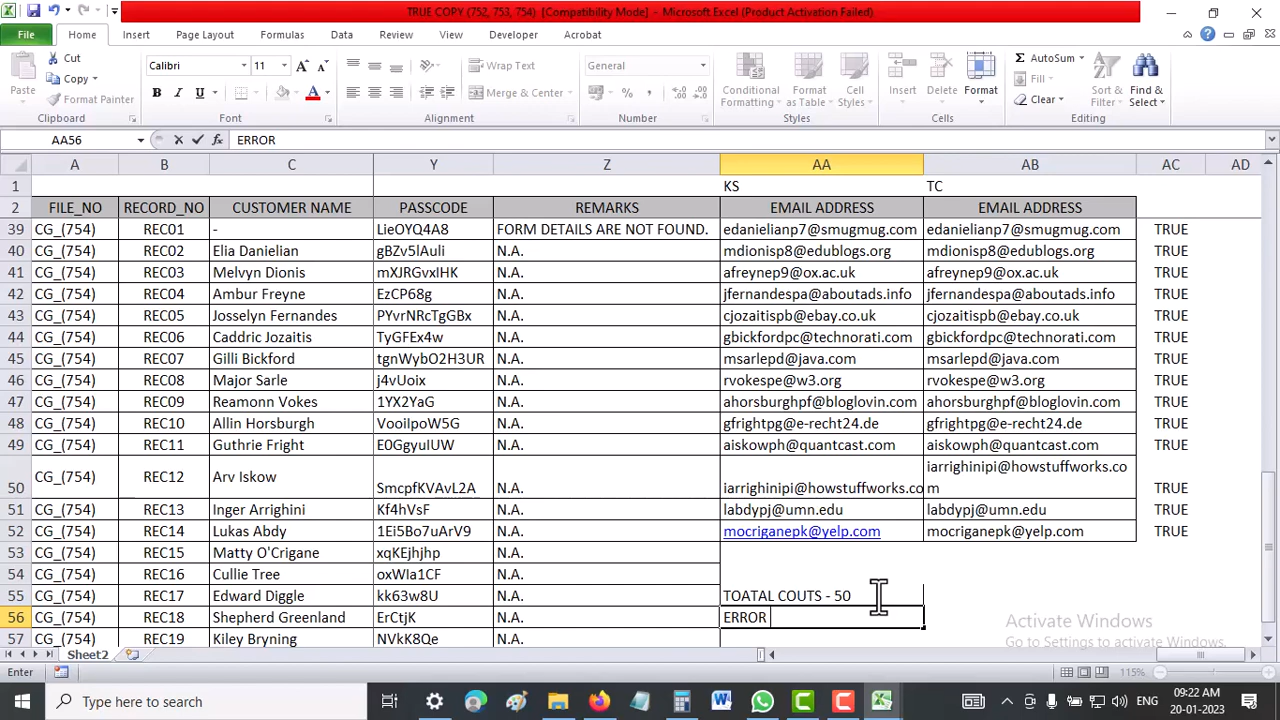 TRUE COPY (752, 753, 754) [Compatibility Mode] – Microsoft Excel (Product Activation Failed)
File Home Insert Page Layout Formulas Data Review View Developer Acrobat
Paste
Cut
Copy
Format Painter
Clipboard
Calibri 11 A A
B I U A
Font
Wrap Text
Merge & Center
Alignment
General
% ,
Number
Conditional Formatting
Format as Table
Cell Styles
Styles
Insert
Delete
Format
Cells
Σ AutoSum
Fill
Clear
Sort & Filter
Find & Select
Editing
AA56 fx ERROR
A B C Y Z AA AB AC AD
1 KS TC
2 FILE_NO RECORD_NO CUSTOMER NAME PASSCODE REMARKS EMAIL ADDRESS EMAIL ADDRESS
39 CG_(754) REC01 - LieOYQ4A8 FORM DETAILS ARE NOT FOUND. edanielianp7@smugmug.com edanielianp7@smugmug.com TRUE
40 CG_(754) REC02 Elia Danielian gBZv5lAuli N.A. mdionisp8@edublogs.org mdionisp8@edublogs.org TRUE
41 CG_(754) REC03 Melvyn Dionis mXJRGvxIHK N.A. afreynep9@ox.ac.uk afreynep9@ox.ac.uk TRUE
42 CG_(754) REC04 Ambur Freyne EzCP68g N.A. jfernandespa@aboutads.info jfernandespa@aboutads.info TRUE
43 CG_(754) REC05 Josselyn Fernandes PYvrNRcTgGBx N.A. cjozaitispb@ebay.co.uk cjozaitispb@ebay.co.uk TRUE
44 CG_(754) REC06 Caddric Jozaitis TyGFEx4w N.A. gbickfordpc@technorati.com gbickfordpc@technorati.com TRUE
45 CG_(754) REC07 Gilli Bickford tgnWybO2H3UR N.A. msarlepd@java.com msarlepd@java.com TRUE
46 CG_(754) REC08 Major Sarle j4vUoix N.A. rvokespe@w3.org rvokespe@w3.org TRUE
47 CG_(754) REC09 Reamonn Vokes 1YX2YaG N.A. ahorsburghpf@bloglovin.com ahorsburghpf@bloglovin.com TRUE
48 CG_(754) REC10 Allin Horsburgh VooiIpoW5G N.A. gfrightpg@e-recht24.de gfrightpg@e-recht24.de TRUE
49 CG_(754) REC11 Guthrie Fright E0GgyuIUW N.A. aiskowph@quantcast.com aiskowph@quantcast.com TRUE
50 CG_(754) REC12 Arv Iskow SmcpfKVAvL2A N.A. iarrighinipi@howstuffworks.co iarrighinipi@howstuffworks.co
m TRUE
51 CG_(754) REC13 Inger Arrighini Kf4hVsF N.A. labdypj@umn.edu labdypj@umn.edu TRUE
52 CG_(754) REC14 Lukas Abdy 1Ei5Bo7uArV9 N.A. mocriganepk@yelp.com mocriganepk@yelp.com TRUE
53 CG_(754) REC15 Matty O'Crigane xqKEjhjhp N.A.
54 CG_(754) REC16 Cullie Tree oxWIa1CF N.A.
55 CG_(754) REC17 Edward Diggle kk63w8U N.A. TOATAL COUTS - 50
56 CG_(754) REC18 Shepherd Greenland ErCtjK N.A. ERROR
57 CG_(754) REC19 Kiley Bryning NVkK8Qe N.A.
Activate Windows
Go to Settings to activate Windows.
Sheet2
Enter 115%
Type here to search
ENG
09:22 AM
20-01-2023